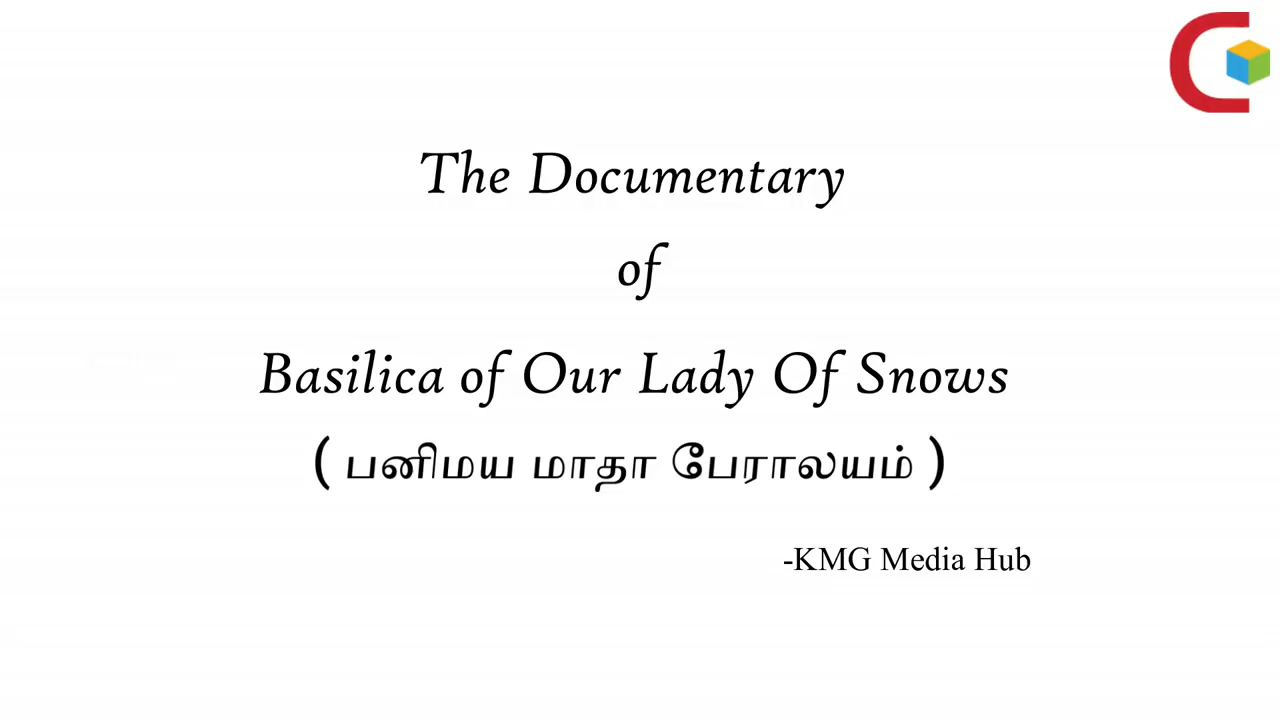 The Documentary
of
Basilica of Our Lady Of Snows
( பனிமய மாதா பேராலயம் )
-KMG Media Hub